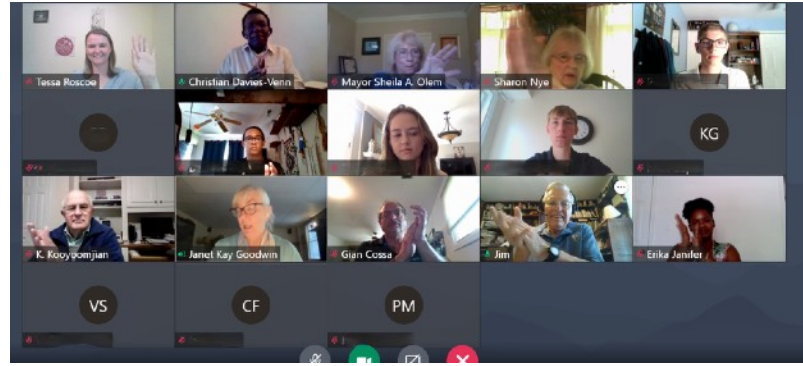 Tessa Roscoe
Christian Davies-Venn
Mayor Sheila A. Olem
Sharon Nye
KG
K. Kooyoomjian
Janet Kay Goodwin
Gian Cossa
Jim
Erika Janifer
VS
CF
PM